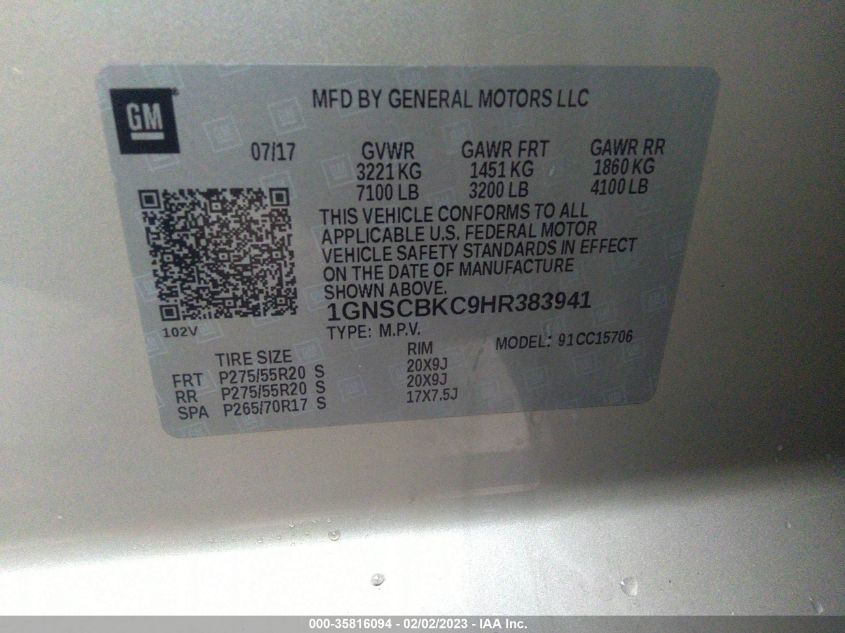 GM
MFD BY GENERAL MOTORS LLC
07/17 GVWR GAWR FRT GAWR RR
3221 KG 1451 KG 1860 KG
7100 LB 3200 LB 4100 LB
THIS VEHICLE CONFORMS TO ALL
APPLICABLE U.S. FEDERAL MOTOR
VEHICLE SAFETY STANDARDS IN EFFECT
ON THE DATE OF MANUFACTURE
SHOWN ABOVE.
1GNSCBKC9HR383941
102V
TYPE: M.P.V. MODEL: 91CC15706
TIRE SIZE RIM
FRT P275/55R20 S 20X9J
RR P275/55R20 S 20X9J
SPA P265/70R17 S 17X7.5J
000-35816094 - 02/02/2023 - IAA Inc.